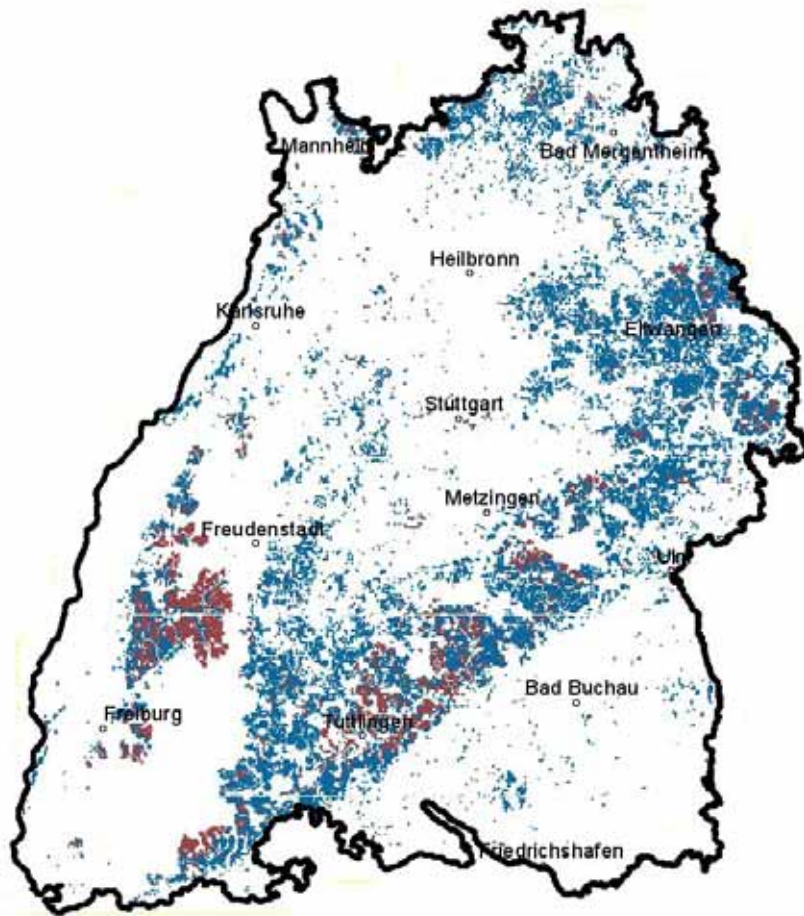 Mannheim
Bad Mergentheim
Heilbronn
Karlsruhe
Ellwangen
Stuttgart
Metzingen
Freudenstadt
Ulm
Bad Buchau
Freiburg
Tuttlingen
Friedrichshafen